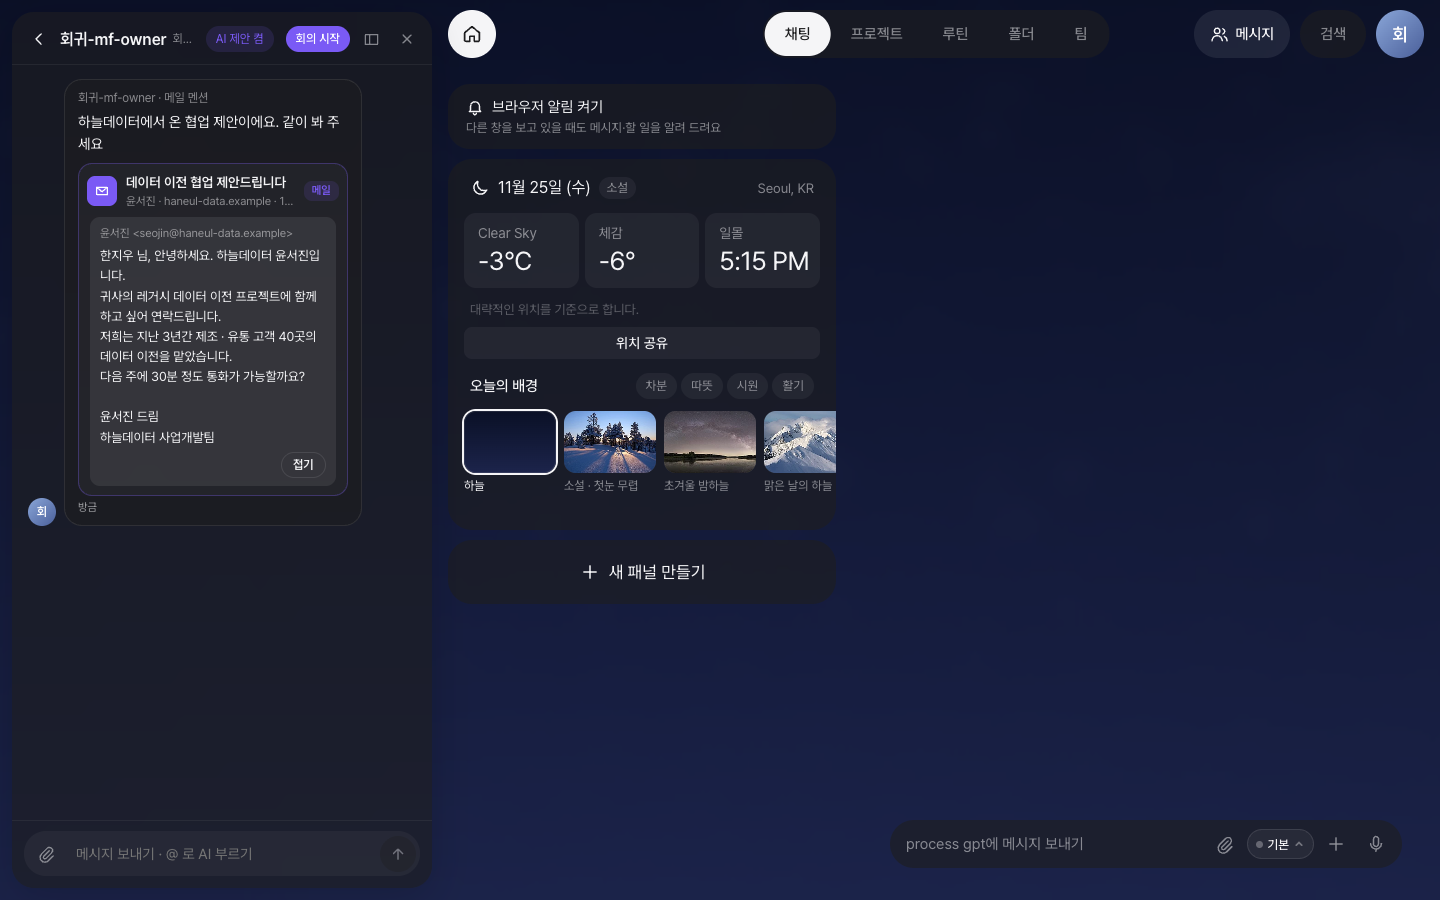 회귀-mf-owner 회...
AI 제안 켬
회의 시작
회귀-mf-owner · 메일 멘션
하늘데이터에서 온 협업 제안이에요. 같이 봐 주
세요
데이터 이전 협업 제안드립니다
윤서진 · haneul-data.example · 1...
메일
윤서진 <seojin@haneul-data.example>
한지우 님, 안녕하세요. 하늘데이터 윤서진입
니다.
귀사의 레거시 데이터 이전 프로젝트에 함께
하고 싶어 연락드립니다.
저희는 지난 3년간 제조 · 유통 고객 40곳의
데이터 이전을 맡았습니다.
다음 주에 30분 정도 통화가 가능할까요?
윤서진 드림
하늘데이터 사업개발팀
접기
회
방금
메시지 보내기 · @ 로 AI 부르기
채팅
프로젝트
루틴
폴더
팀
메시지
검색
회
브라우저 알림 켜기
다른 창을 보고 있을 때도 메시지·할 일을 알려 드려요
11월 25일 (수) 소설
Seoul, KR
Clear Sky
-3°C
체감
-6°
일몰
5:15 PM
대략적인 위치를 기준으로 합니다.
위치 공유
오늘의 배경
차분
따뜻
시원
활기
하늘
소설 · 첫눈 무렵
초겨울 밤하늘
맑은 날의 하늘
새 패널 만들기
process gpt에 메시지 보내기
기본